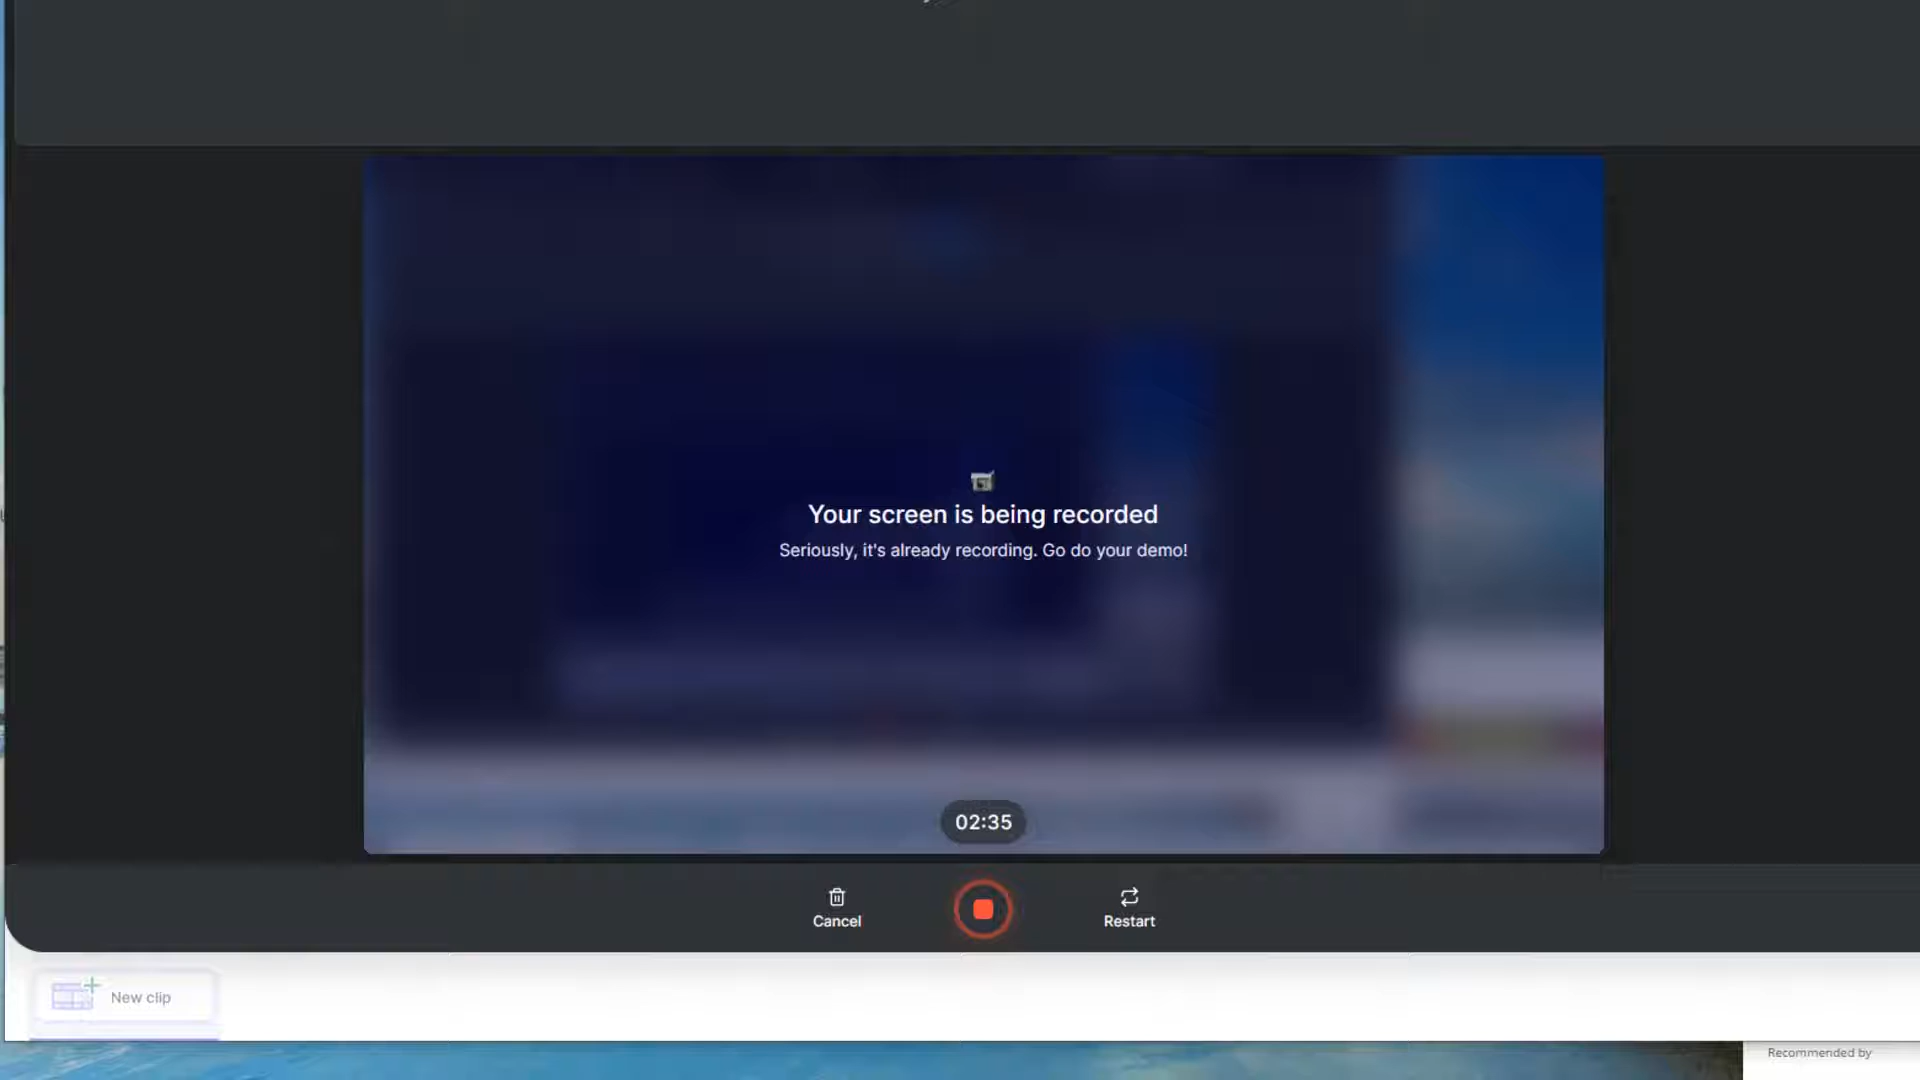 Your screen is being recorded
Seriously, it's already recording. Go do your demo!
02:35
Cancel
Restart
New clip
Recommended by